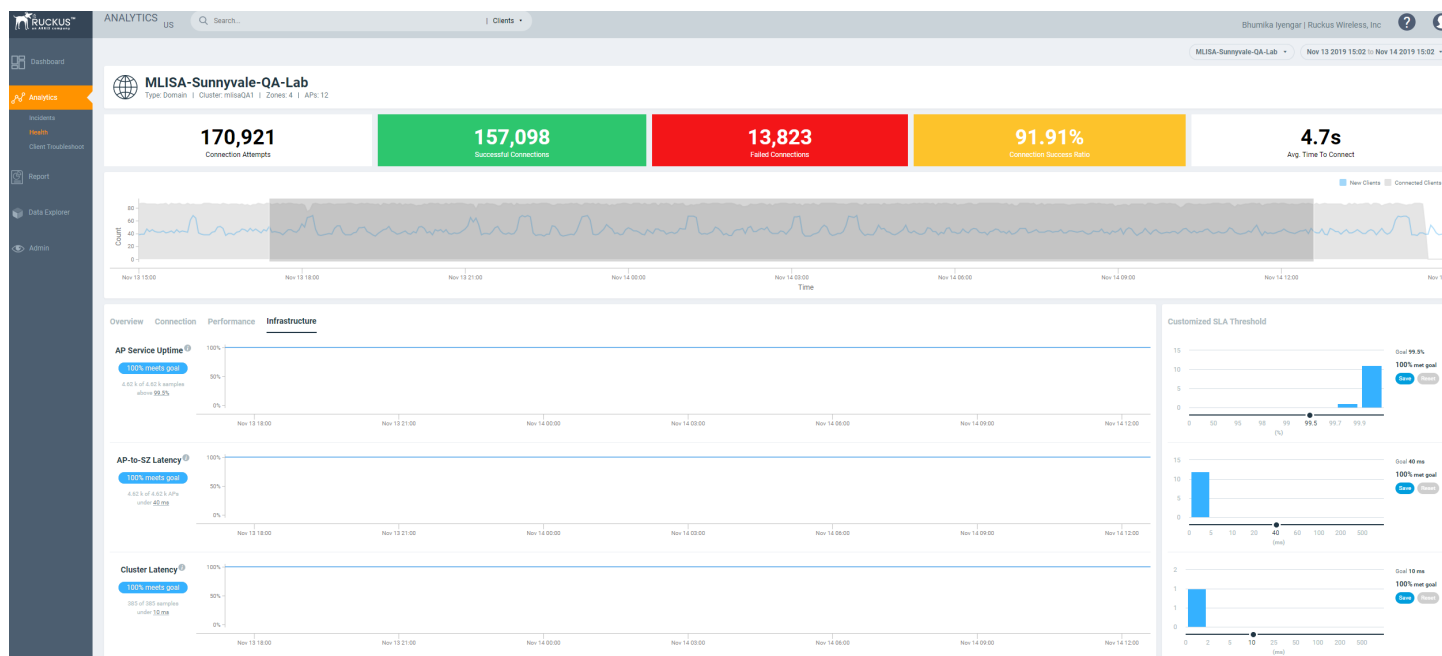 RUCKUS™
an ARRIS company
ANALYTICS US
Search...
| Clients
Bhumika Iyengar | Ruckus Wireless, Inc
?
Dashboard
Analytics
Incidents
Health
Client Troubleshoot
Report
Data Explorer
Admin
MLISA-Sunnyvale-QA-Lab
Nov 13 2019 15:02 to Nov 14 2019 15:02
MLISA-Sunnyvale-QA-Lab
Type: Domain | Cluster: mlisaQA1 | Zones: 4 | APs: 12
170,921
Connection Attempts
157,098
Successful Connections
13,823
Failed Connections
91.91%
Connection Success Ratio
4.7s
Avg. Time To Connect
New Clients Connected Clients
Count
80
60
40
20
0
Nov 13 15:00 Nov 13 18:00 Nov 13 21:00 Nov 14 00:00 Nov 14 03:00 Nov 14 06:00 Nov 14 09:00 Nov 14 12:00 Nov 1
Time
Overview Connection Performance Infrastructure
AP Service Uptime
100% meets goal
4.62 k of 4.62 k samples
above 99.5%
100%
50%
0%
Nov 13 18:00 Nov 13 21:00 Nov 14 00:00 Nov 14 03:00 Nov 14 06:00 Nov 14 09:00 Nov 14 12:00
AP-to-SZ Latency
100% meets goal
4.62 k of 4.62 k APs
under 40 ms
100%
50%
0%
Nov 13 18:00 Nov 13 21:00 Nov 14 00:00 Nov 14 03:00 Nov 14 06:00 Nov 14 09:00 Nov 14 12:00
Cluster Latency
100% meets goal
385 of 385 samples
under 10 ms
100%
50%
0%
Nov 13 18:00 Nov 13 21:00 Nov 14 00:00 Nov 14 03:00 Nov 14 06:00 Nov 14 09:00 Nov 14 12:00
Customized SLA Threshold
15
10
5
0
0 50 95 98 99 99.5 99.7 99.9
(%)
Goal 99.5%
100% met goal
Save Reset
15
10
5
0
0 5 10 20 40 60 100 200 500
(ms)
Goal 40 ms
100% met goal
Save Reset
2
1
1
0
0 2 5 10 25 50 100 200 500
(ms)
Goal 10 ms
100% met goal
Save Reset